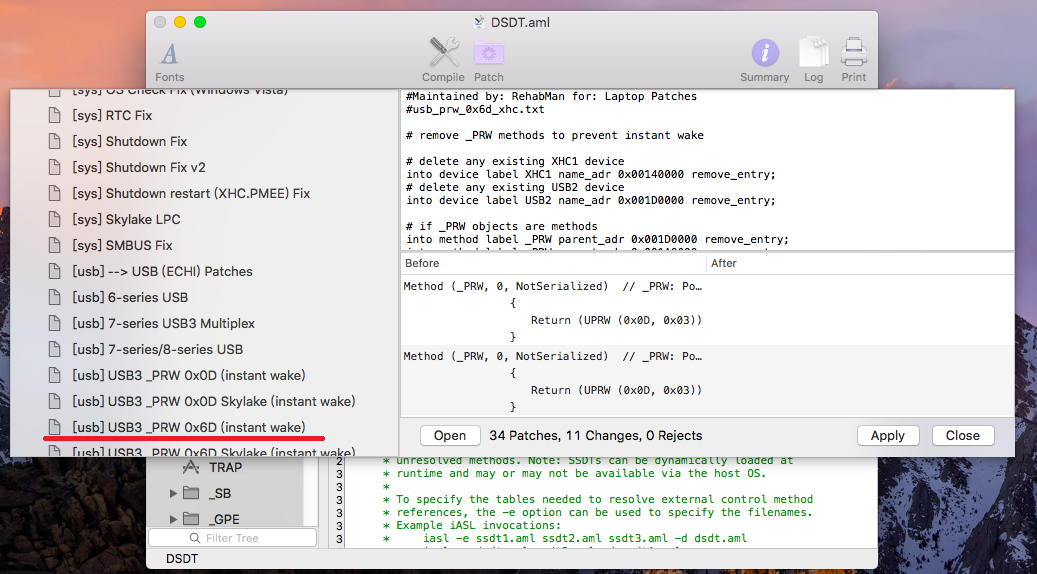 DSDT.aml
Fonts
Compile
Patch
Summary
Log
Print
[sys] OS Check Fix (Windows Vista)
[sys] RTC Fix
[sys] Shutdown Fix
[sys] Shutdown Fix v2
[sys] Shutdown restart (XHC.PMEE) Fix
[sys] Skylake LPC
[sys] SMBUS Fix
[usb] --> USB (ECHI) Patches
[usb] 6-series USB
[usb] 7-series USB3 Multiplex
[usb] 7-series/8-series USB
[usb] USB3 _PRW 0x0D (instant wake)
[usb] USB3 _PRW 0x0D Skylake (instant wake)
[usb] USB3 _PRW 0x6D (instant wake)
[usb] USB3 _PRW 0x6D Skylake (instant wake)
#Maintained by: RehabMan for: Laptop Patches
#usb_prw_0x6d_xhc.txt
# remove _PRW methods to prevent instant wake
# delete any existing XHC1 device
into device label XHC1 name_adr 0x00140000 remove_entry;
# delete any existing USB2 device
into device label USB2 name_adr 0x001D0000 remove_entry;
# if _PRW objects are methods
into method label _PRW parent_adr 0x001D0000 remove_entry;
Before
After
Method (_PRW, 0, NotSerialized)  // _PRW: Po…
{
Return (UPRW (0x0D, 0x03))
}
Method (_PRW, 0, NotSerialized)  // _PRW: Po…
{
Return (UPRW (0x0D, 0x03))
}
Open
34 Patches, 11 Changes, 0 Rejects
Apply
Close
TRAP
_SB
_GPE
Filter Tree
DSDT
2 * unresolved methods. Note: SSDTs can be dynamically loaded at
3 * runtime and may or may not be available via the host OS.
3 *
3 * To specify the tables needed to resolve external control method
3 * references, the -e option can be used to specify the filenames.
3 * Example iASL invocations:
3 *     iasl -e ssdt1.aml ssdt2.aml ssdt3.aml -d dsdt.aml